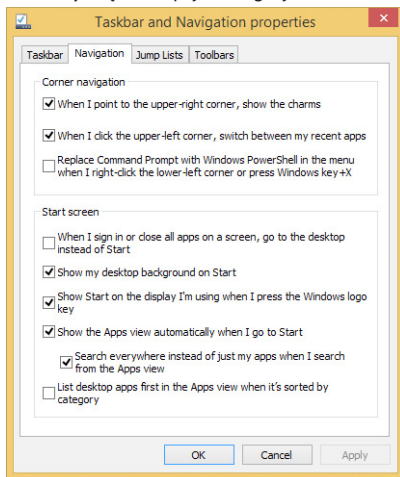 Taskbar and Navigation properties
Taskbar Navigation Jump Lists Toolbars
Corner navigation
When I point to the upper-right corner, show the charms
When I click the upper-left corner, switch between my recent apps
Replace Command Prompt with Windows PowerShell in the menu
when I right-click the lower-left corner or press Windows key+X
Start screen
When I sign in or close all apps on a screen, go to the desktop
instead of Start
Show my desktop background on Start
Show Start on the display I'm using when I press the Windows logo
key
Show the Apps view automatically when I go to Start
Search everywhere instead of just my apps when I search
from the Apps view
List desktop apps first in the Apps view when it's sorted by
category
OK Cancel Apply